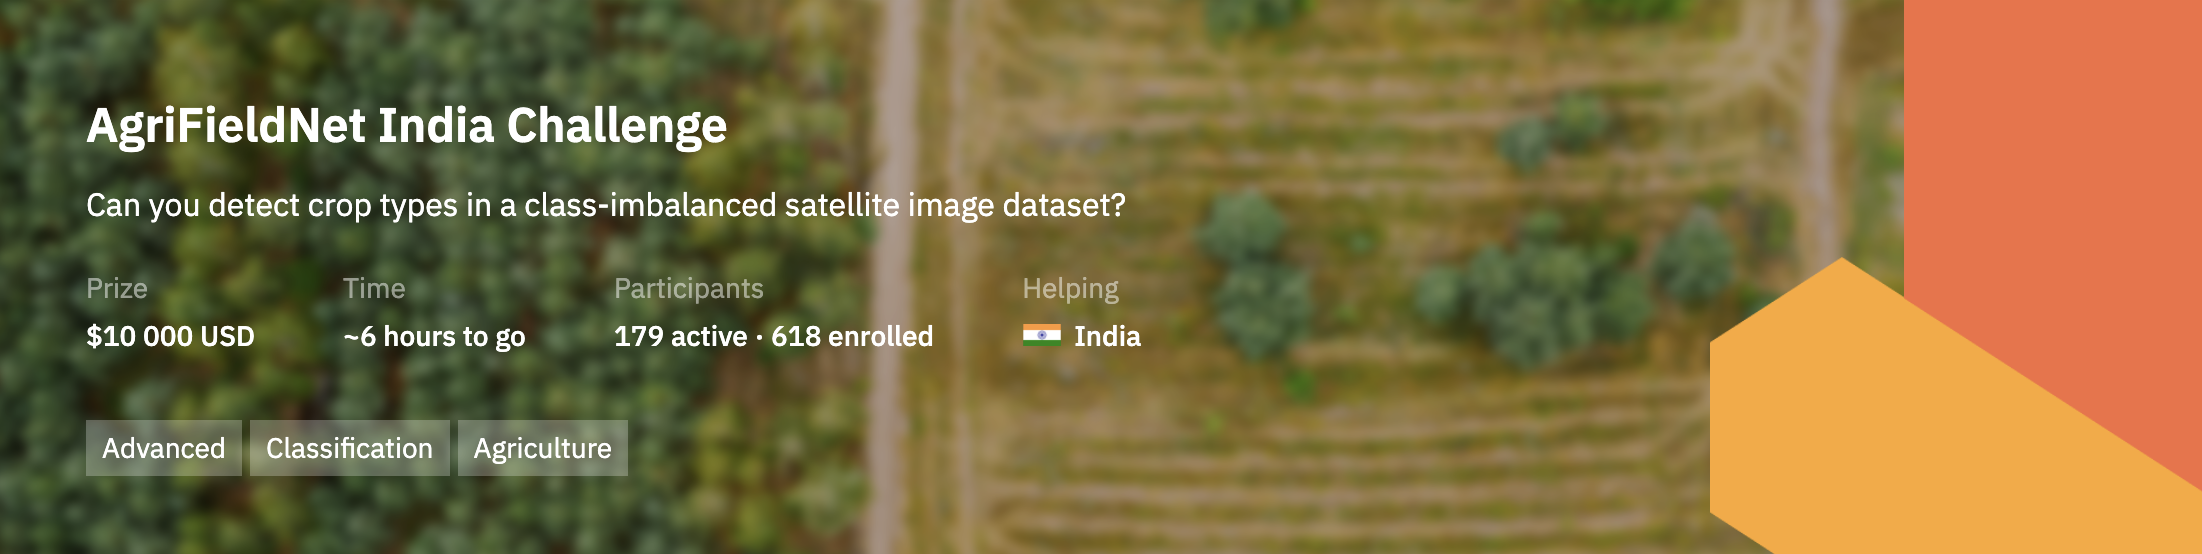 AgriFieldNet India Challenge
Can you detect crop types in a class-imbalanced satellite image dataset?
Prize Time Participants Helping
$10 000 USD ~6 hours to go 179 active · 618 enrolled India
Advanced Classification Agriculture